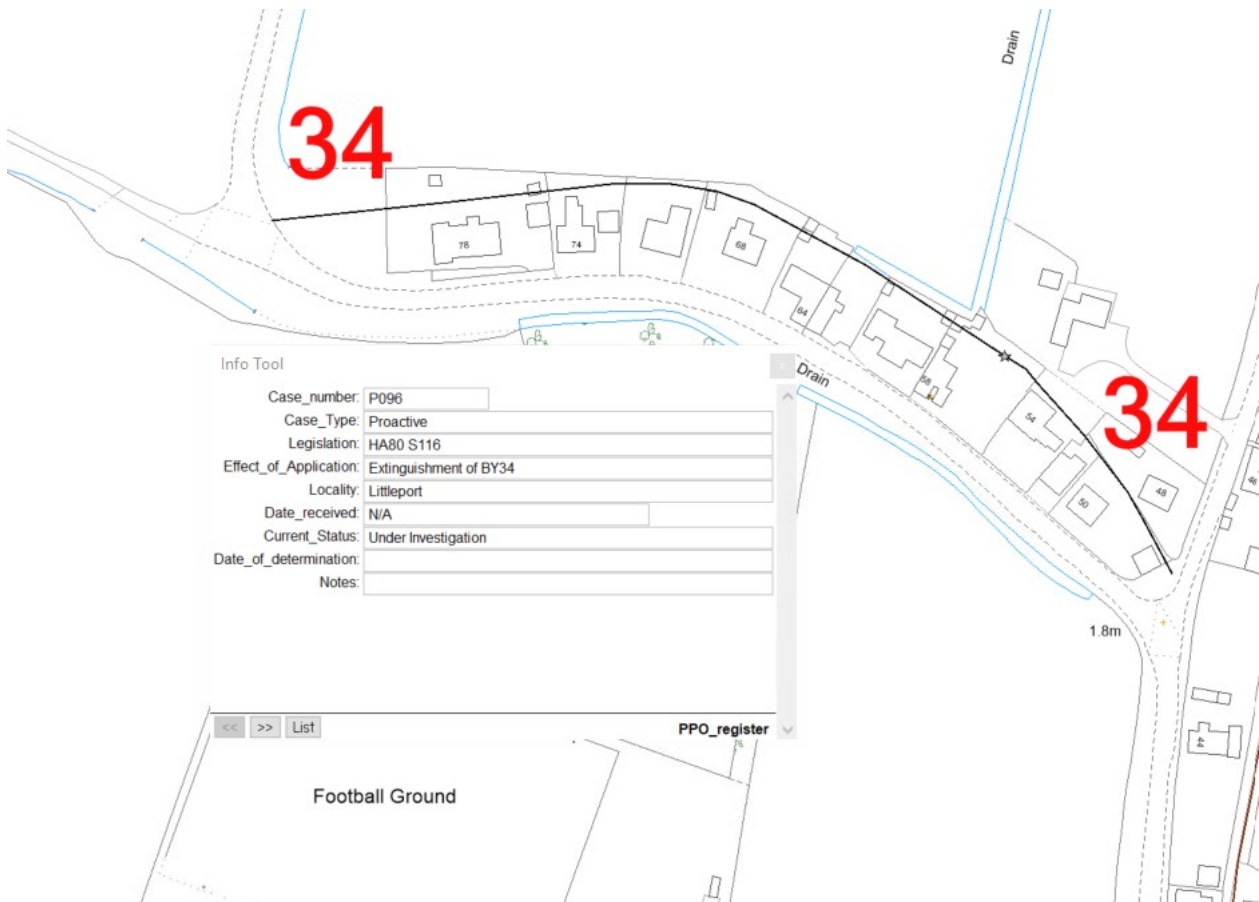 Drain
34
78
74
68
64
Info Tool
x
Drain
58
34
Case_number: P096
Case_Type: Proactive
54
Legislation: HA80 S116
Effect_of_Application: Extinguishment of BY34
46
Locality: Littleport
48
Date_received: N/A
50
Current_Status: Under Investigation
Date_of_determination:
Notes:
1.8m
<< >> List PPO_register
44
Football Ground